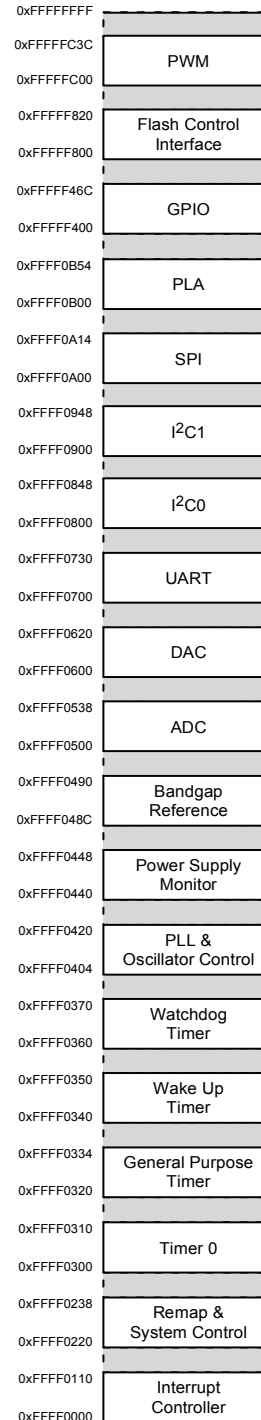 0xFFFFFFFF
0xFFFFFC3C
PWM
0xFFFFFC00
0xFFFFF820
Flash Control
Interface
0xFFFFF800
0xFFFFF46C
GPIO
0xFFFFF400
0xFFFF0B54
PLA
0xFFFF0B00
0xFFFF0A14
SPI
0xFFFF0A00
0xFFFF0948
I2C1
0xFFFF0900
0xFFFF0848
I2C0
0xFFFF0800
0xFFFF0730
UART
0xFFFF0700
0xFFFF0620
DAC
0xFFFF0600
0xFFFF0538
ADC
0xFFFF0500
0xFFFF0490
Bandgap
Reference
0xFFFF048C
0xFFFF0448
Power Supply
Monitor
0xFFFF0440
0xFFFF0420
PLL &
Oscillator Control
0xFFFF0404
0xFFFF0370
Watchdog
Timer
0xFFFF0360
0xFFFF0350
Wake Up
Timer
0xFFFF0340
0xFFFF0334
General Purpose
Timer
0xFFFF0320
0xFFFF0310
Timer 0
0xFFFF0300
0xFFFF0238
Remap &
System Control
0xFFFF0220
0xFFFF0110
Interrupt
Controller
0xFFFF0000